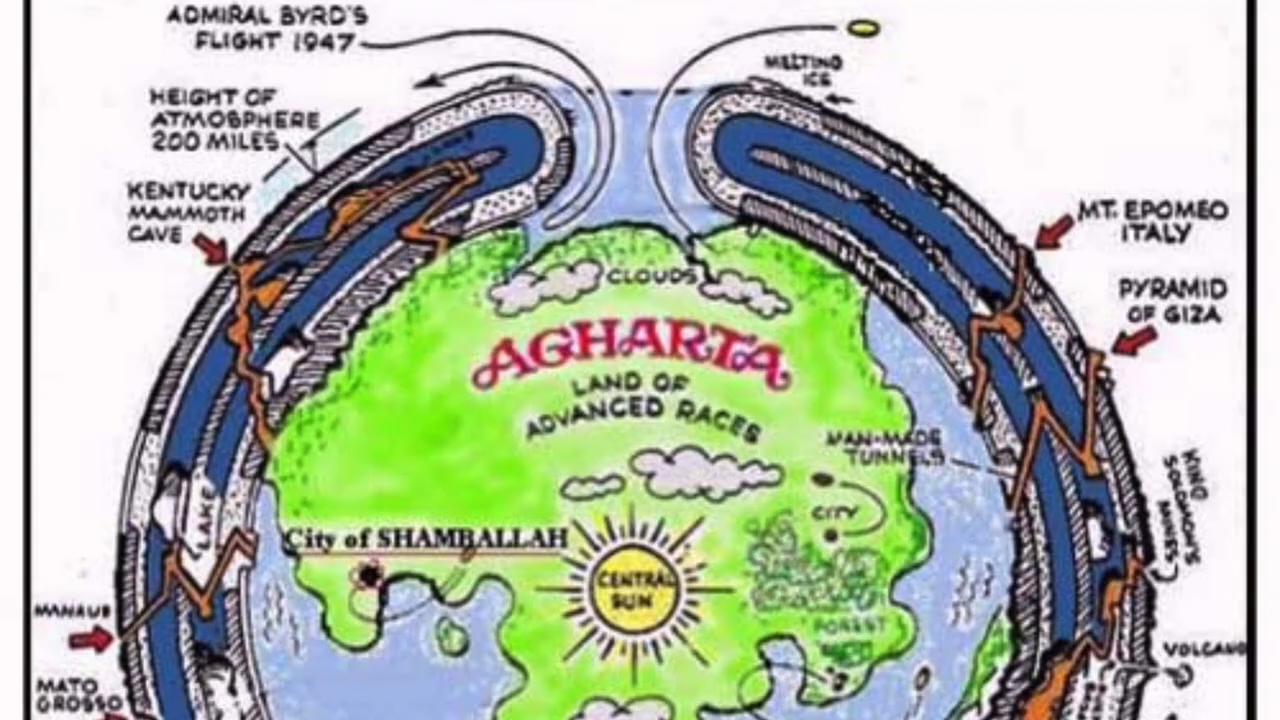 ADMIRAL BYRD'S
FLIGHT 1947
MELTING
ICE
HEIGHT OF
ATMOSPHERE
200 MILES
KENTUCKY
MAMMOTH
CAVE
MT. EPOMEO
ITALY
PYRAMID
OF GIZA
CLOUDS
AGHARTA
LAND OF
ADVANCED RACES
MAN-MADE
TUNNELS
KING
SOLOMON'S
MINES
LAKE
CITY
City of SHAMBALLAH
CENTRAL
SUN
MANAUS
FOREST
VOLCANO
MATO
GROSSO